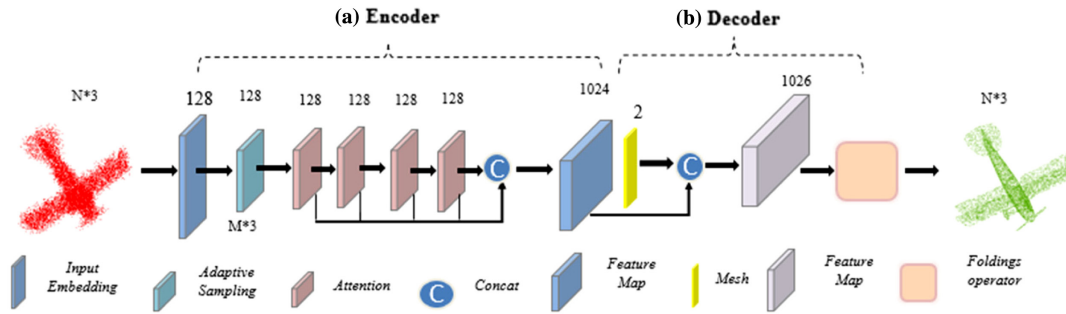 (a) Encoder
(b) Decoder
N*3
128
128
128
128
128
128
1024
2
1026
N*3
C
C
M*3
Input
Embedding
Adaptive
Sampling
Attention
C
Concat
Feature
Map
Mesh
Feature
Map
Foldings
operator